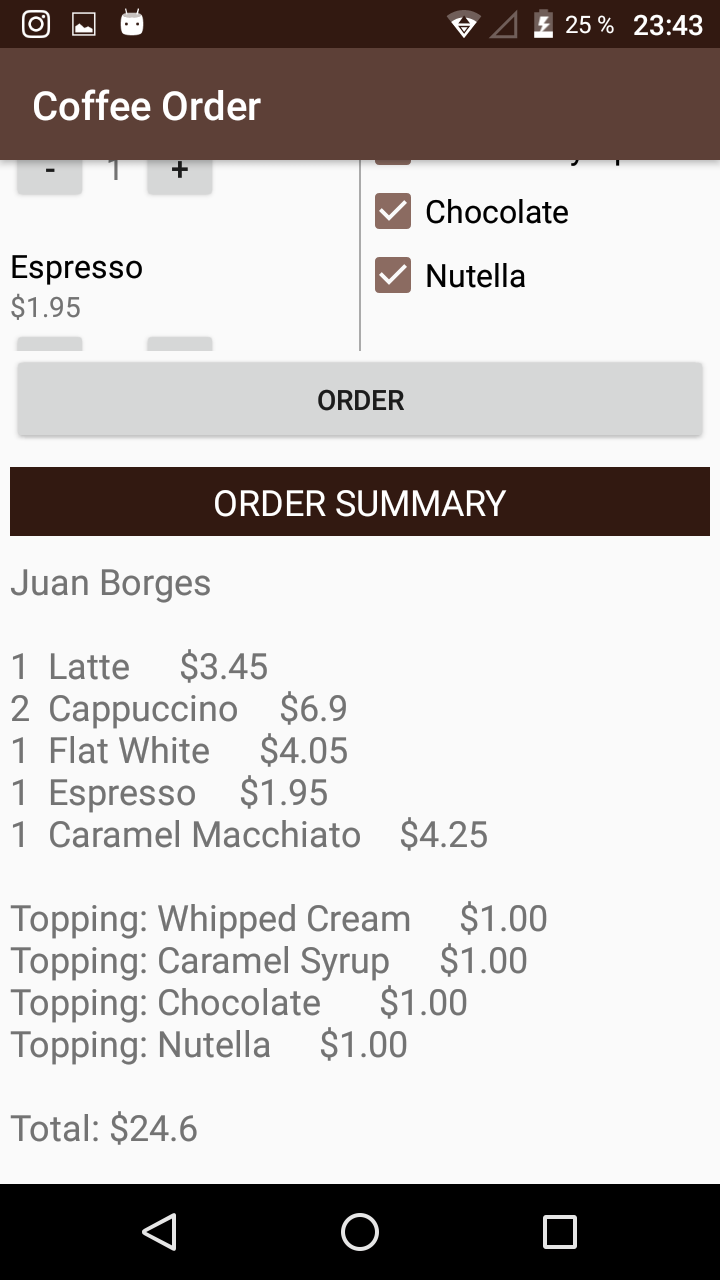 25 % 23:43
Coffee Order
- 1 +
Chocolate
Espresso
$1.95
Nutella
ORDER
ORDER SUMMARY
Juan Borges
1 Latte $3.45
2 Cappuccino $6.9
1 Flat White $4.05
1 Espresso $1.95
1 Caramel Macchiato $4.25
Topping: Whipped Cream $1.00
Topping: Caramel Syrup $1.00
Topping: Chocolate $1.00
Topping: Nutella $1.00
Total: $24.6